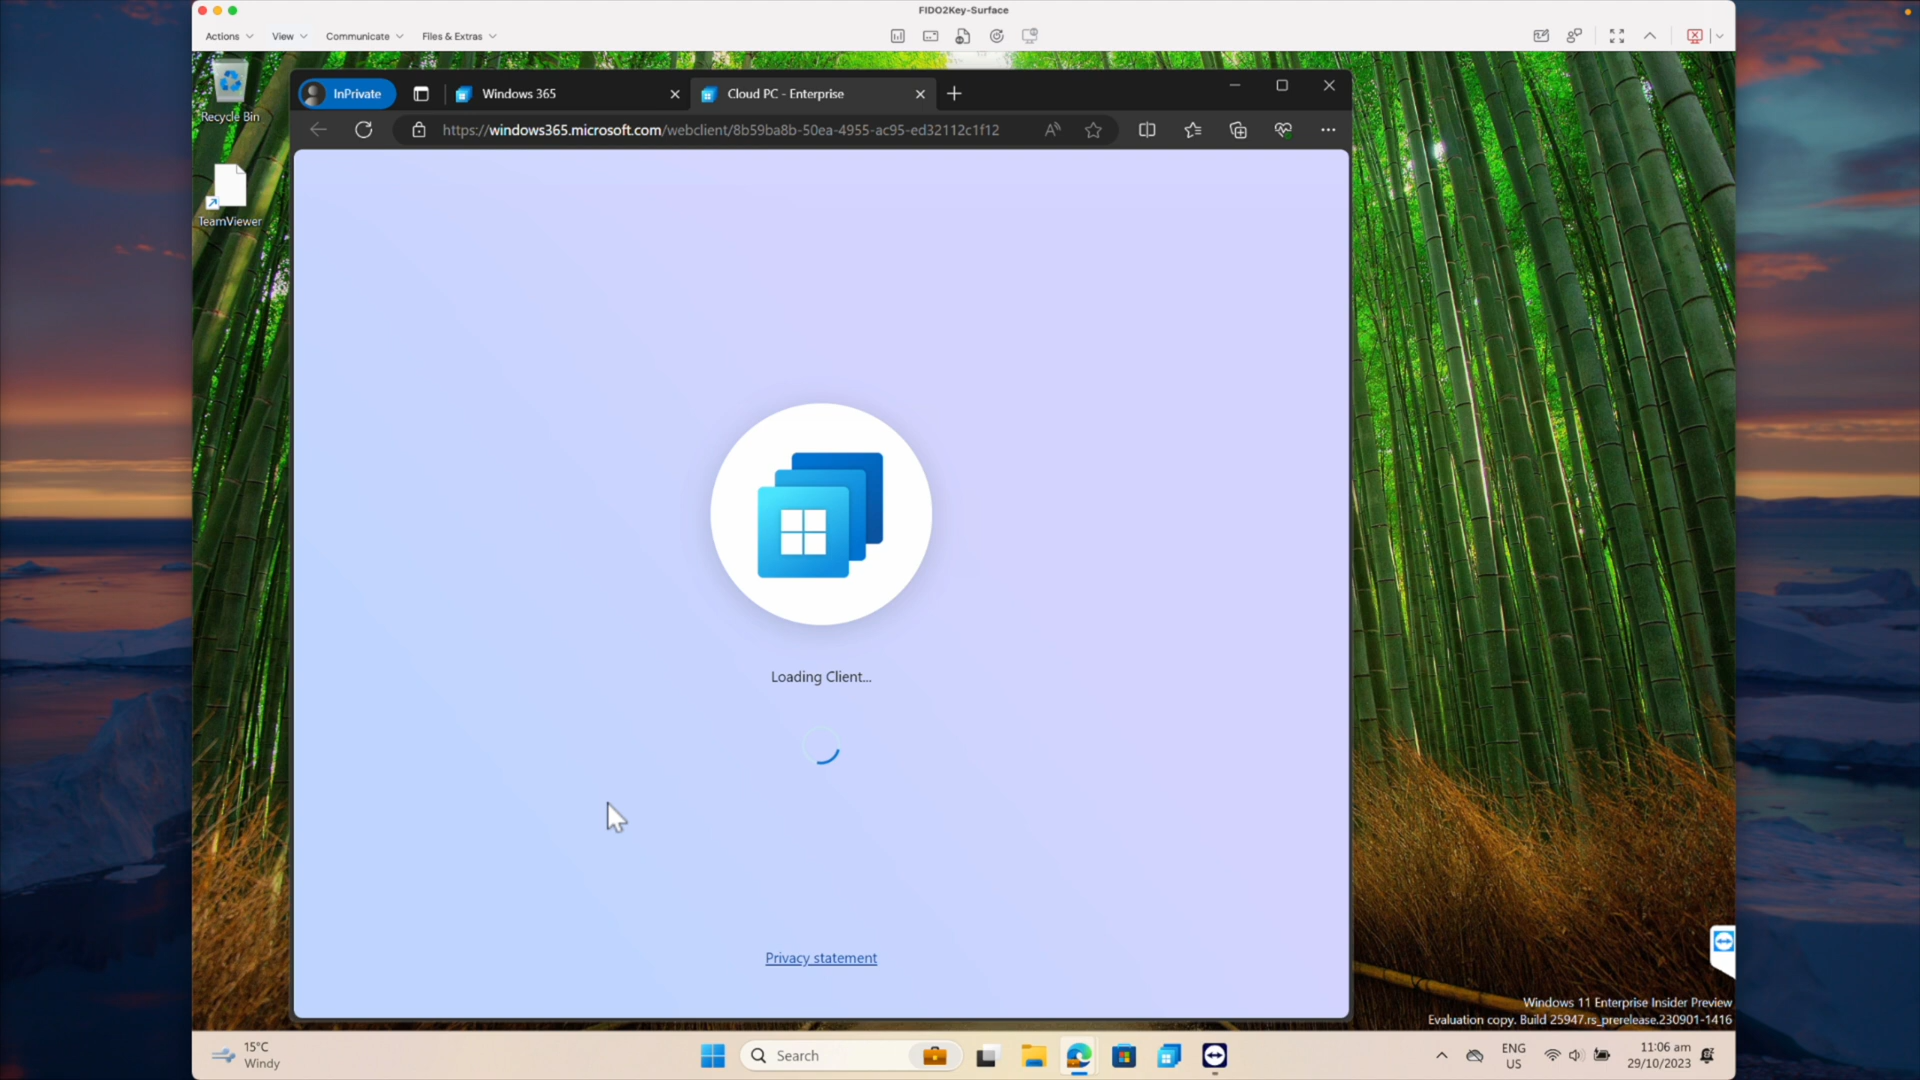 FIDO2Key-Surface
Actions
View
Communicate
Files & Extras
Recycle Bin
TeamViewer
InPrivate
Windows 365
Cloud PC - Enterprise
https://windows365.microsoft.com/webclient/8b59ba8b-50ea-4955-ac95-ed32112c1f12
Loading Client...
Privacy statement
Windows 11 Enterprise Insider Preview
Evaluation copy. Build 25947.rs_prerelease.230901-1416
15°C
Windy
Search
ENG
US
11:06 am
29/10/2023